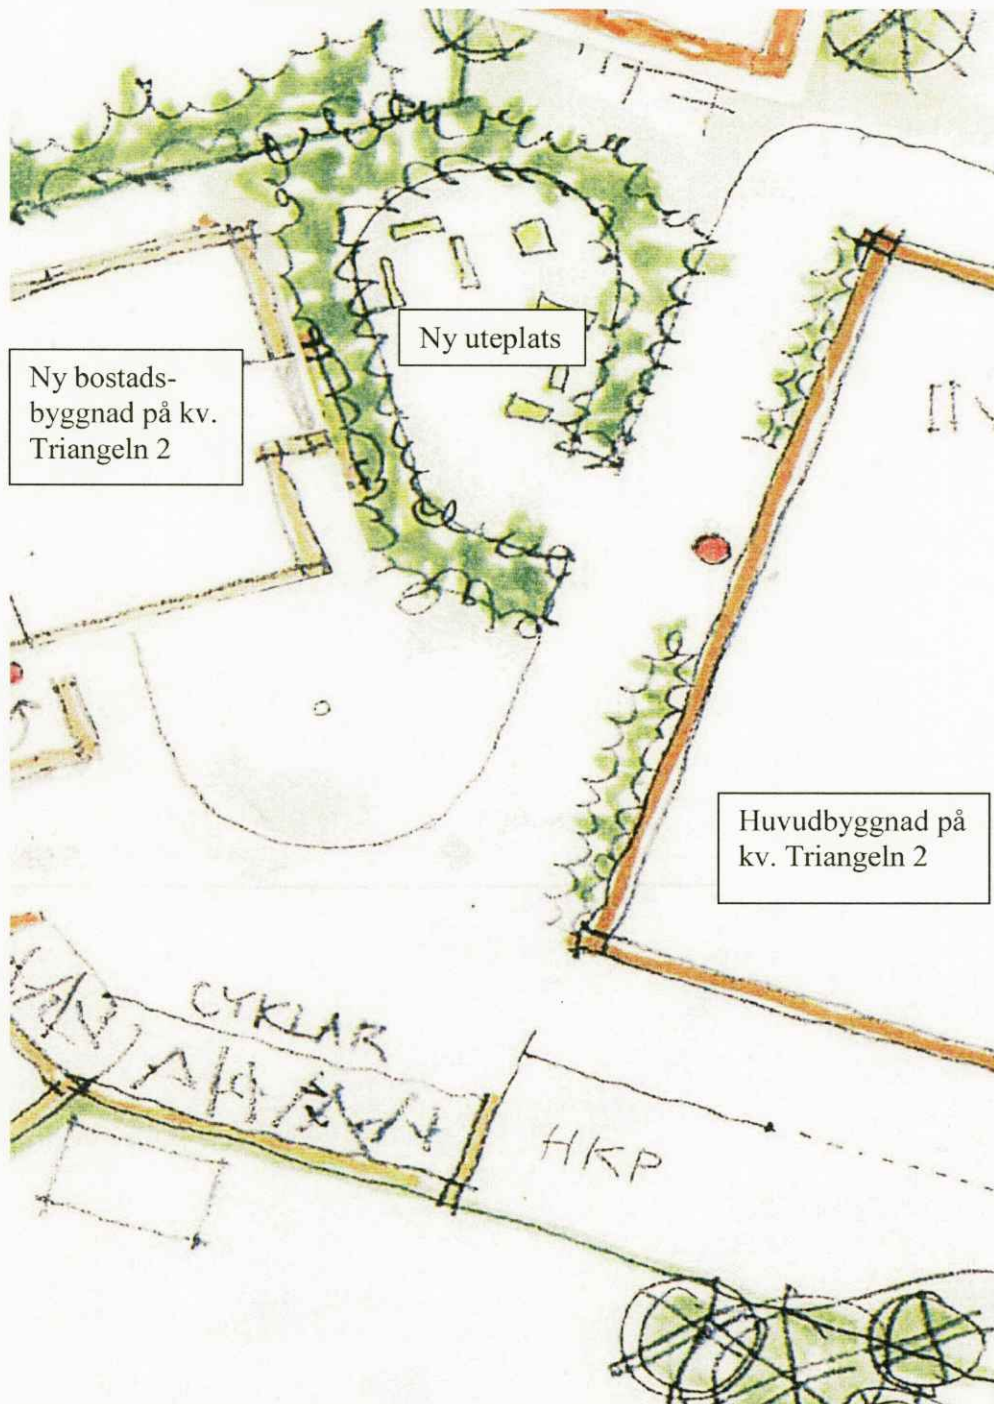 Ny uteplats
Ny bostads-
byggnad på kv.
Triangeln 2
Huvudbyggnad på
kv. Triangeln 2
CYKLAR
HKP